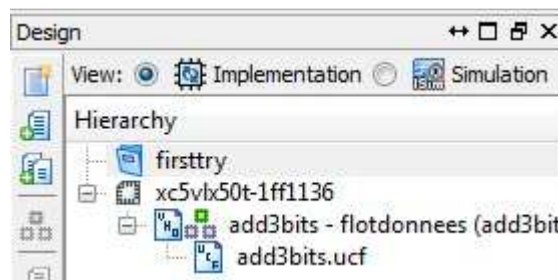 Design
View: Implementation Simulation
Hierarchy
firsttry
xc5vlx50t-1ff1136
add3bits - flotdonnees (add3bit
add3bits.ucf